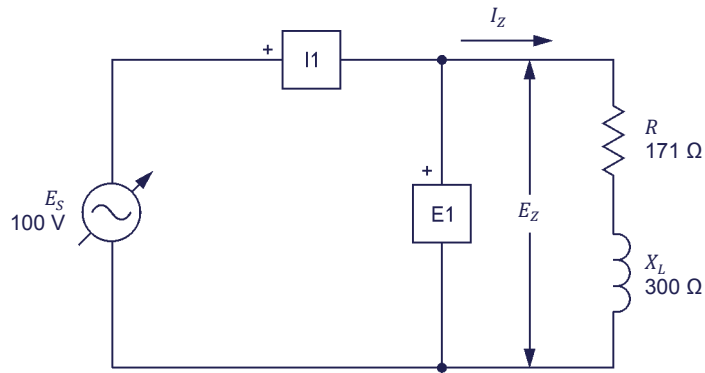 I_Z
+
I1
+
E1
E_Z
R
171 Ω
E_S
100 V
X_L
300 Ω